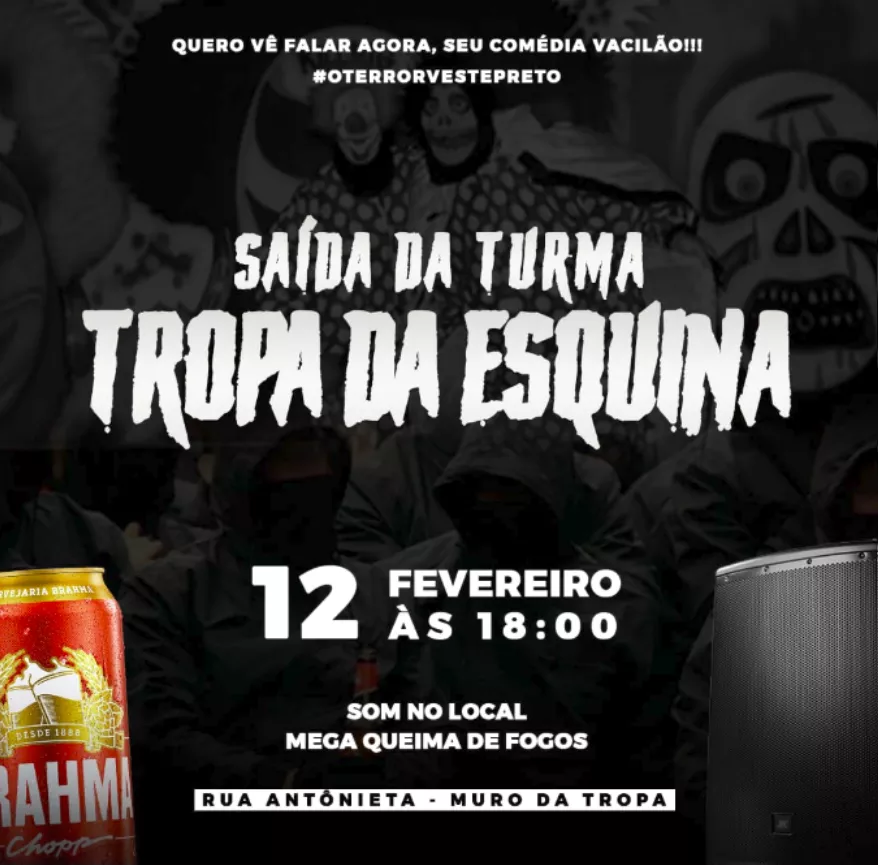 QUERO VÊ FALAR AGORA, SEU COMÉDIA VACILÃO!!!
#OTERRORVESTEPRETO
SAÍDA DA TURMA
TROPA DA ESQUINA
12 FEVEREIRO
ÀS 18:00
RVEJARIA BRAHMA
DESDE 1888
RAHMA
Chopp
SOM NO LOCAL
MEGA QUEIMA DE FOGOS
RUA ANTÔNIETA - MURO DA TROPA